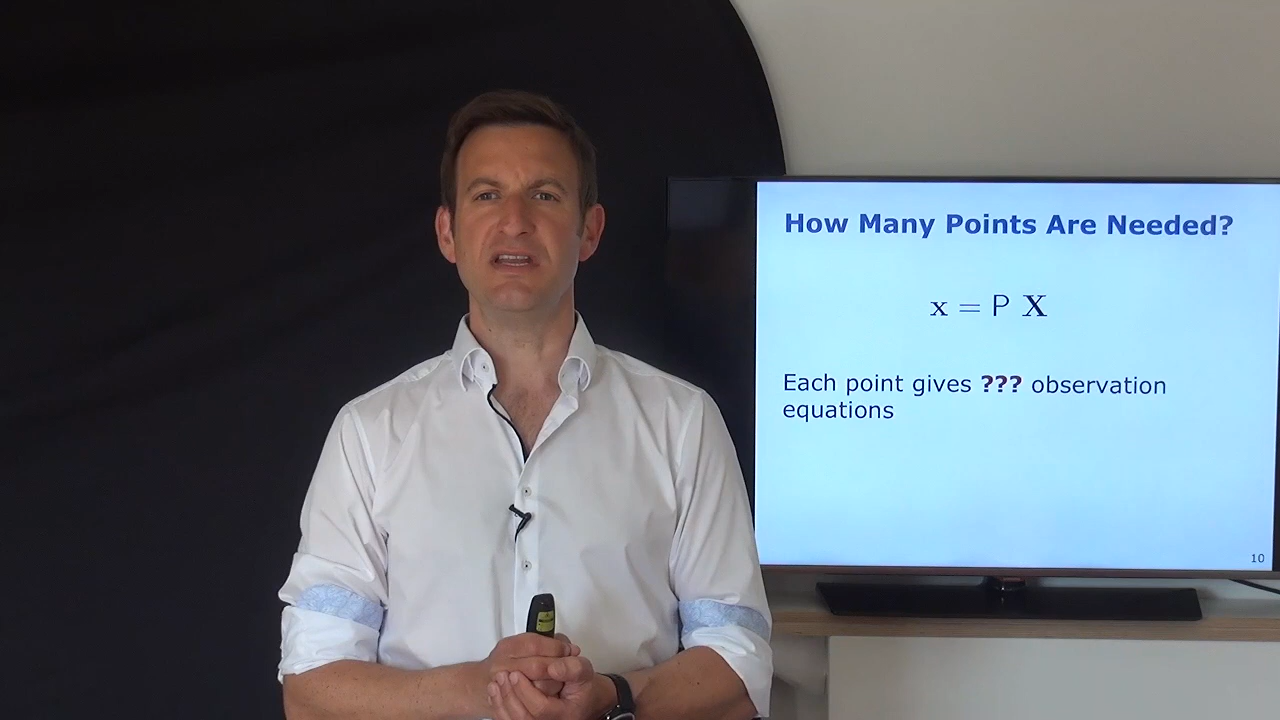 How Many Points Are Needed?
x = P X
Each point gives ??? observation
equations
10